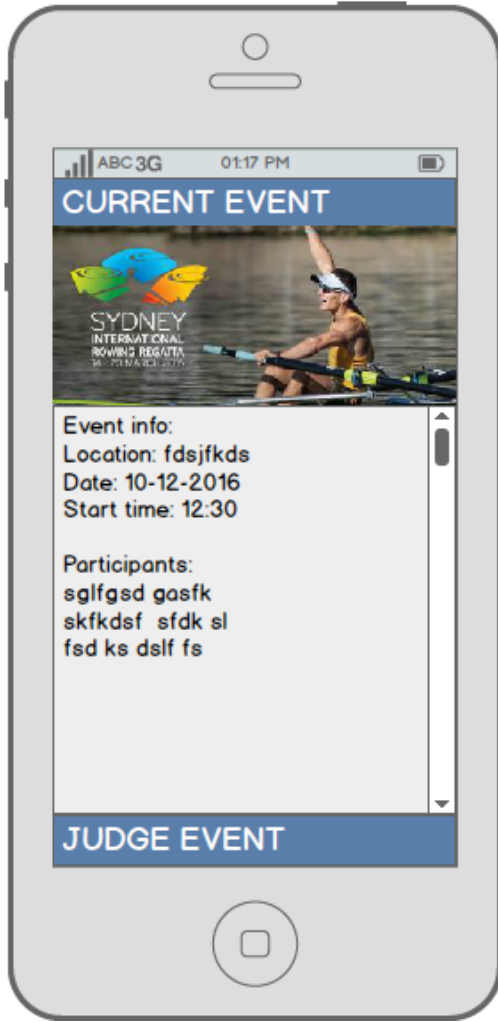 ABC 3G 01:17 PM
CURRENT EVENT
SYDNEY
INTERNATIONAL
ROWING REGATTA
MARCH
Event info:
Location: fdsjfkds
Date: 10-12-2016
Start time: 12:30
Participants:
sglfgsd gasfk
skfkdsf sfdk sl
fsd ks dslf fs
JUDGE EVENT